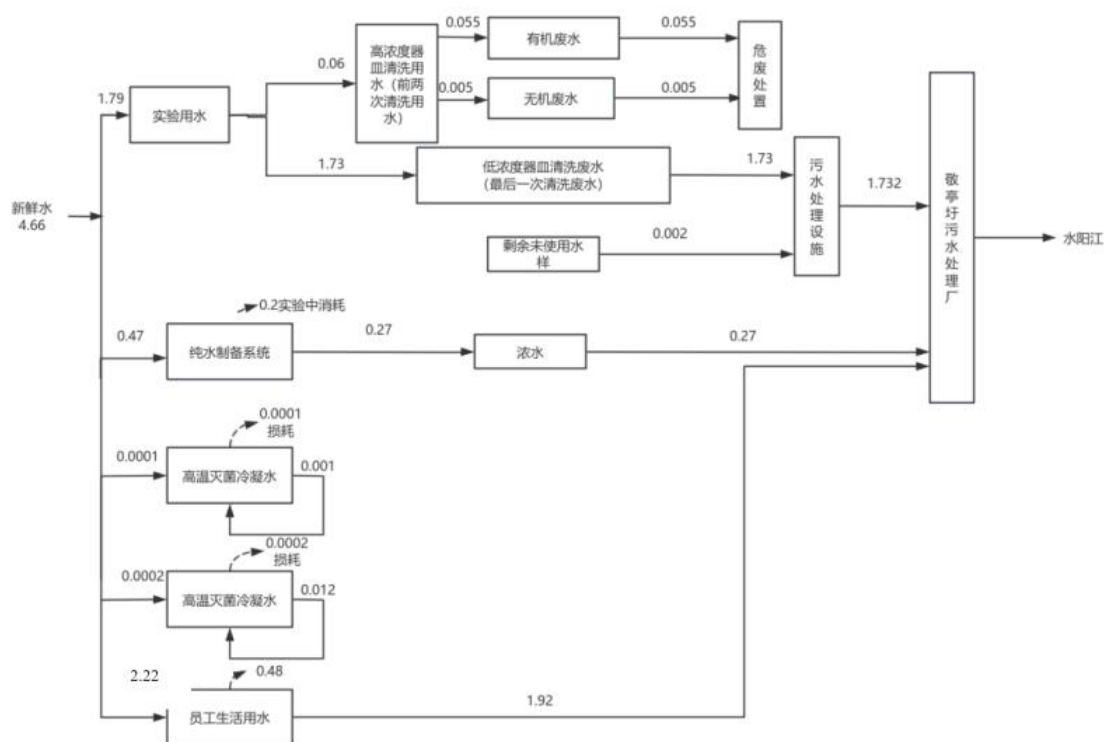 新鲜水
4.66
1.79
实验用水
0.06
高浓度器
皿清洗用
水（前两
次清洗用
水）
0.055
有机废水
0.055
0.005
无机废水
0.005
危
废
处
置
1.73
低浓度器皿清洗废水
（最后一次清洗废水）
1.73
剩余未使用水
样
0.002
污
水
处
理
设
施
1.732
敬
亭
圩
污
水
处
理
厂
水阳江
0.47
纯水制备系统
0.2实验中消耗
0.27
浓水
0.27
0.0001
高温灭菌冷凝水
0.0001
损耗
0.001
0.0002
高温灭菌冷凝水
0.0002
损耗
0.012
2.22
员工生活用水
0.48
1.92